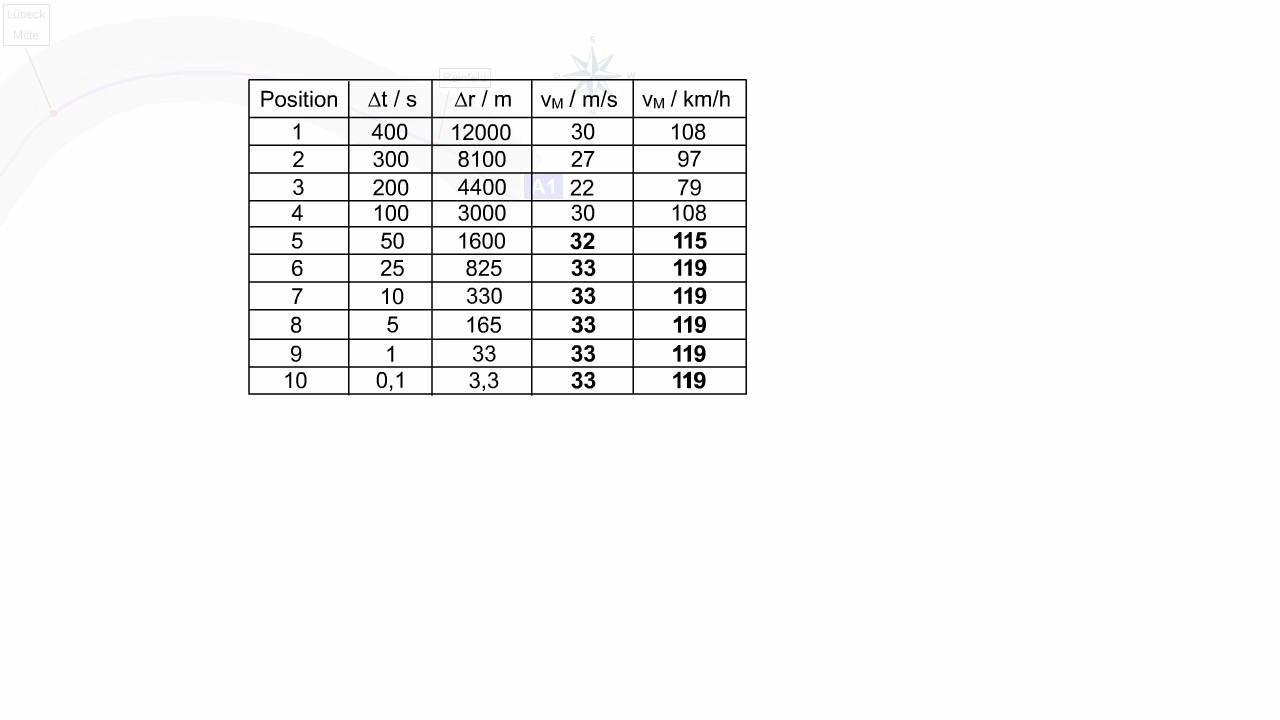 Lübeck
Mitte
S
O W
Reinfeld
Position Δt / s Δr / m vM / m/s vM / km/h
1 400 12000 30 108
2 300 8100 27 97
3 200 4400 22 79
A1
4 100 3000 30 108
5 50 1600 32 115
6 25 825 33 119
7 10 330 33 119
8 5 165 33 119
9 1 33 33 119
10 0,1 3,3 33 119